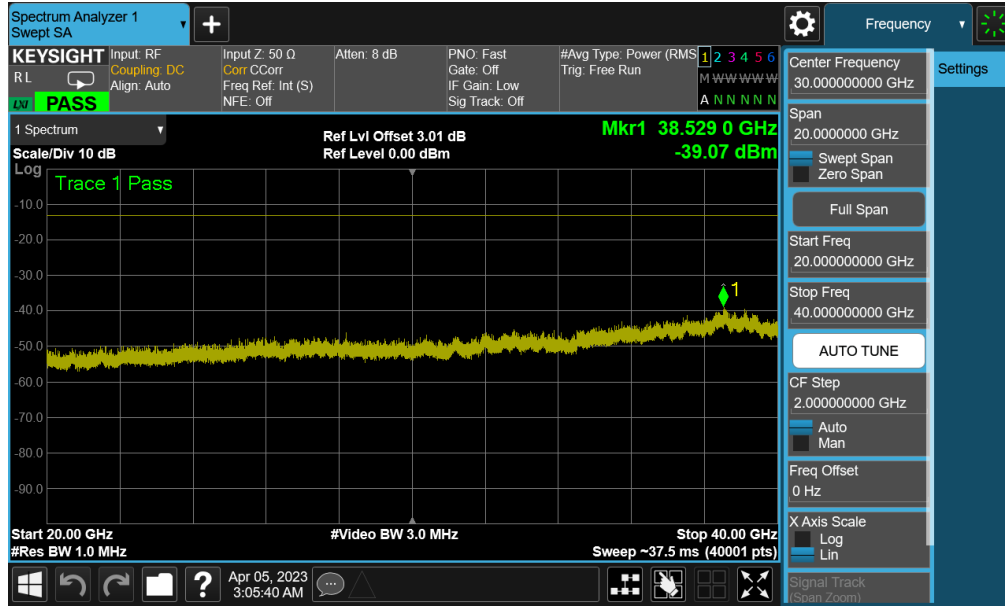 Spectrum Analyzer 1
Swept SA
+
Frequency
KEYSIGHT
RL
LXI
PASS
Input: RF
Coupling: DC
Align: Auto
Input Z: 50 Ω
Corr CCorr
Freq Ref: Int (S)
NFE: Off
Atten: 8 dB
PNO: Fast
Gate: Off
IF Gain: Low
Sig Track: Off
#Avg Type: Power (RMS
Trig: Free Run
1 2 3 4 5 6
M W W W W W
A N N N N N
1 Spectrum
Scale/Div 10 dB
Ref Lvl Offset 3.01 dB
Ref Level 0.00 dBm
Mkr1 38.529 0 GHz
-39.07 dBm
Log
Trace 1 Pass
1
-10.0
-20.0
-30.0
-40.0
-50.0
-60.0
-70.0
-80.0
-90.0
Start 20.00 GHz
#Res BW 1.0 MHz
#Video BW 3.0 MHz
Stop 40.00 GHz
Sweep ~37.5 ms (40001 pts)
Center Frequency
30.000000000 GHz
Settings
Span
20.0000000 GHz
Swept Span
Zero Span
Full Span
Start Freq
20.000000000 GHz
Stop Freq
40.000000000 GHz
AUTO TUNE
CF Step
2.000000000 GHz
Auto
Man
Freq Offset
0 Hz
X Axis Scale
Log
Lin
Signal Track
(Span Zoom)
?
Apr 05, 2023
3:05:40 AM